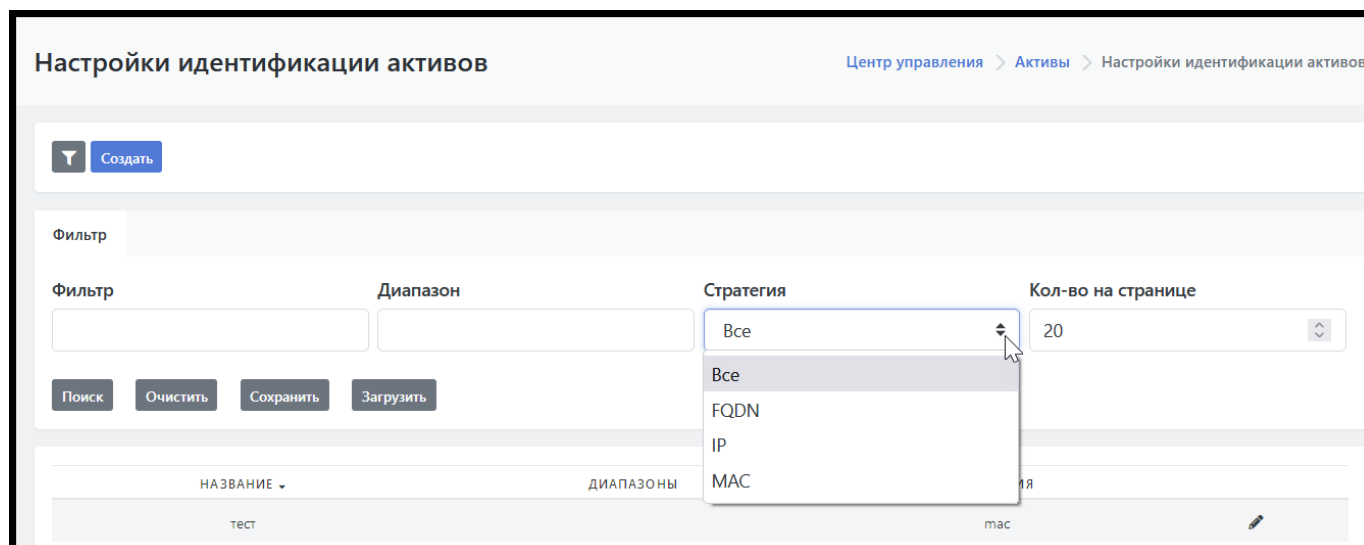 Настройки идентификации активов
Центр управления > Активы > Настройки идентификации активов
Создать
Фильтр
Фильтр Диапазон Стратегия Кол-во на странице
Все 20
Все
FQDN
IP
MAC
Поиск Очистить Сохранить Загрузить
НАЗВАНИЕ ДИАПАЗОНЫ ИЯ
тест mac